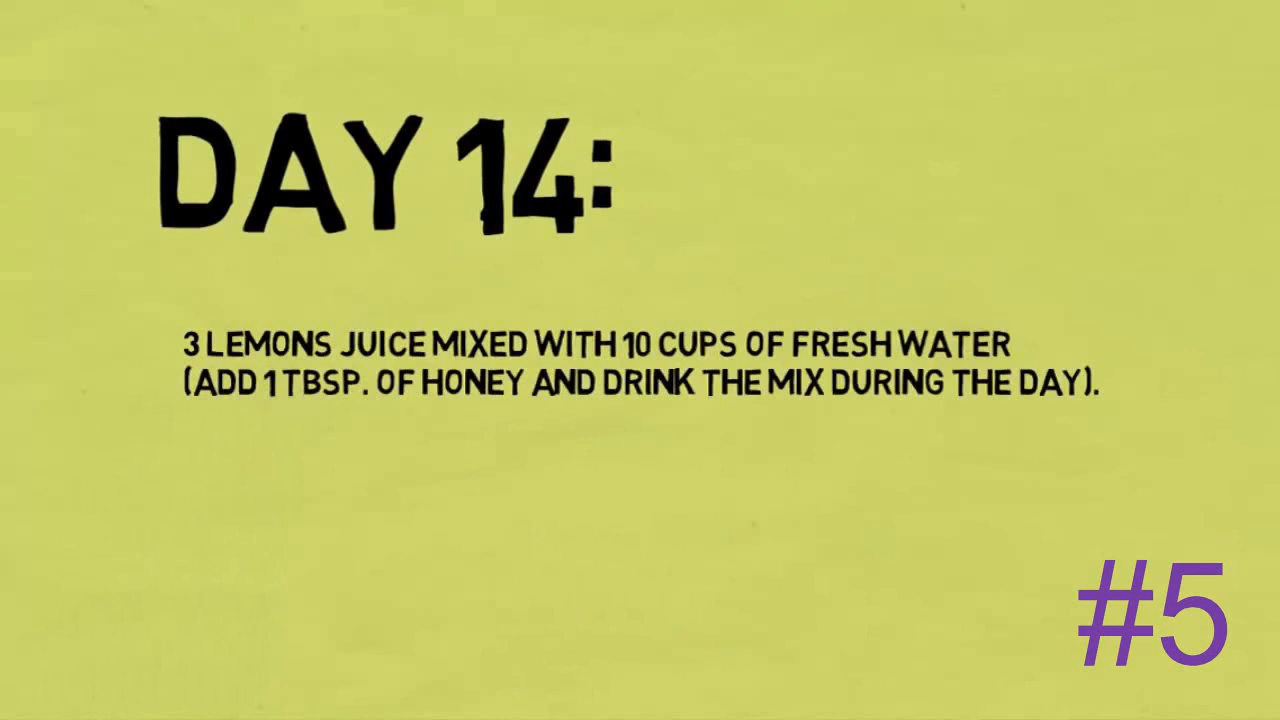 DAY 14:
3 LEMONS JUICE MIXED WITH 10 CUPS OF FRESH WATER
(ADD 1 TBSP. OF HONEY AND DRINK THE MIX DURING THE DAY).
#5